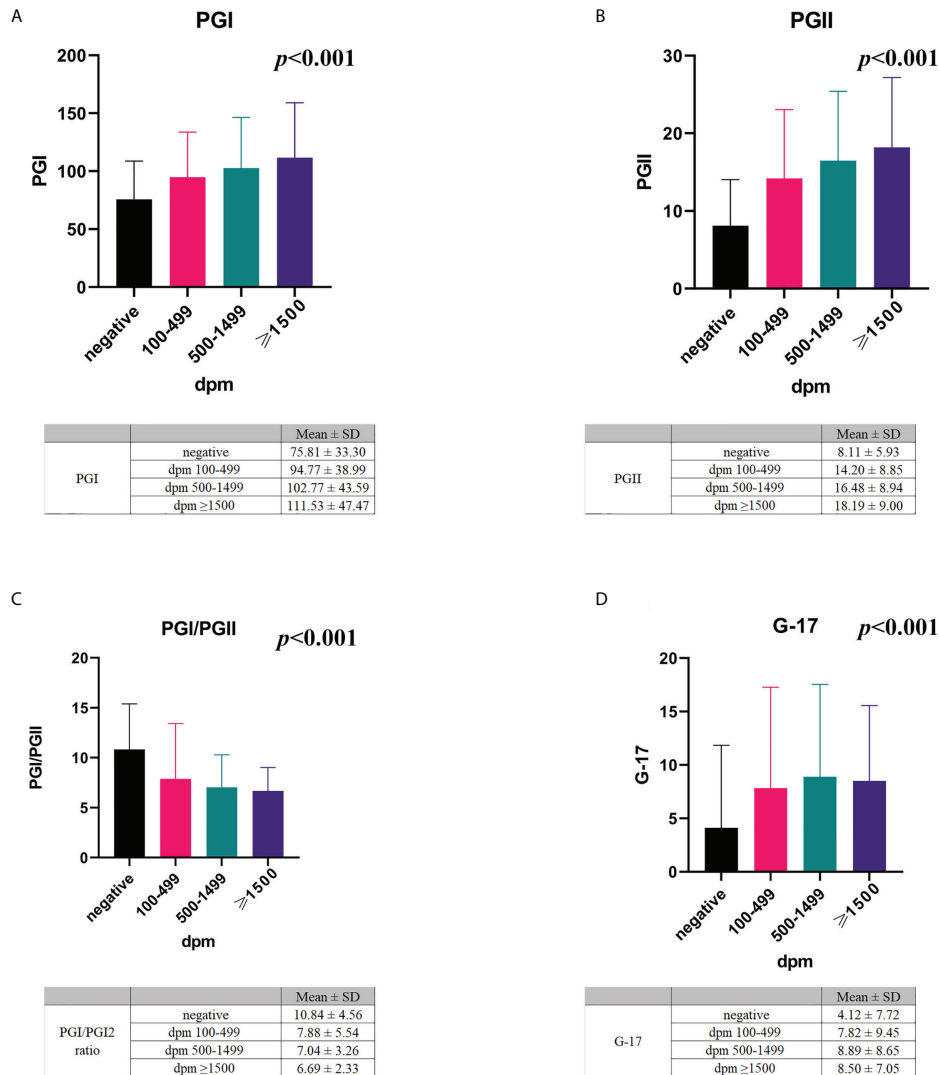 A
PGI
p<0.001
200
150
100
50
0
PGI
negative
100-499
500-1499
⩾1500
dpm
Mean ± SD
PGI
negative 75.81 ± 33.30
dpm 100-499 94.77 ± 38.99
dpm 500-1499 102.77 ± 43.59
dpm ≥1500 111.53 ± 47.47
B
PGII
p<0.001
30
20
10
0
PGII
negative
100-499
500-1499
⩾1500
dpm
Mean ± SD
PGII
negative 8.11 ± 5.93
dpm 100-499 14.20 ± 8.85
dpm 500-1499 16.48 ± 8.94
dpm ≥1500 18.19 ± 9.00
C
PGI/PGII
p<0.001
20
15
10
5
0
PGI/PGII
negative
100-499
500-1499
⩾1500
dpm
Mean ± SD
PGI/PGI2
ratio
negative 10.84 ± 4.56
dpm 100-499 7.88 ± 5.54
dpm 500-1499 7.04 ± 3.26
dpm ≥1500 6.69 ± 2.33
D
G-17
p<0.001
20
15
10
5
0
G-17
negative
100-499
500-1499
⩾1500
dpm
Mean ± SD
G-17
negative 4.12 ± 7.72
dpm 100-499 7.82 ± 9.45
dpm 500-1499 8.89 ± 8.65
dpm ≥1500 8.50 ± 7.05